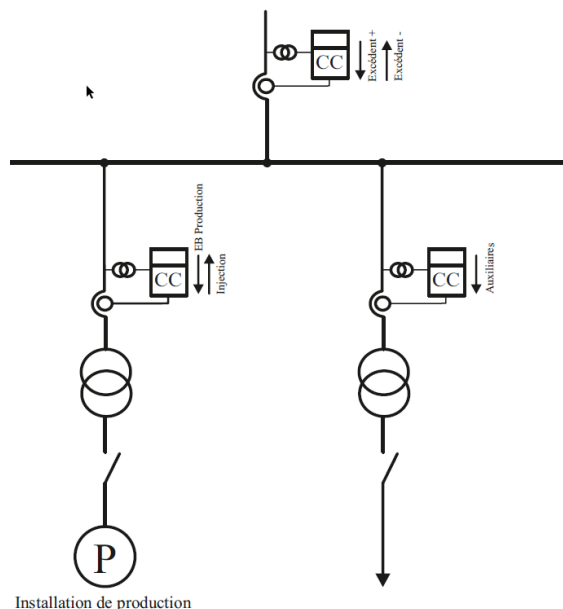 CC
Excédent +
Excédent -
CC
EB Production
Injection
CC
Auxiliaires
P
Installation de production